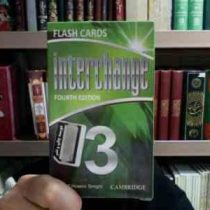 FLASH CARDS
interchange
FOURTH EDITION
3
CAMBRIDGE